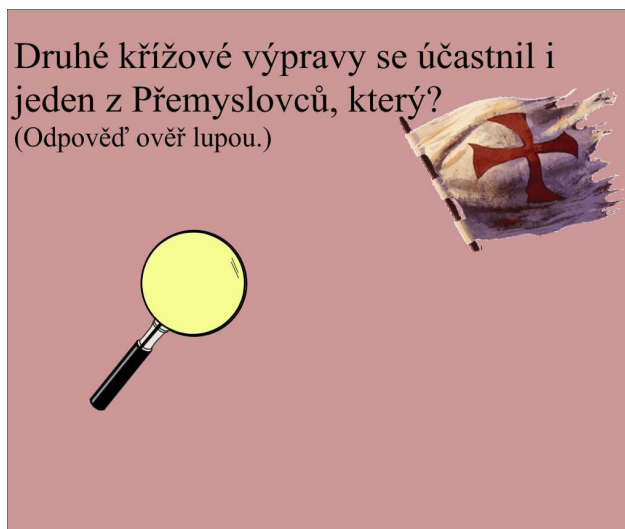 Druhé křížové výpravy se účastnil i
jeden z Přemyslovců, který?
(Odpověď ověř lupou.)